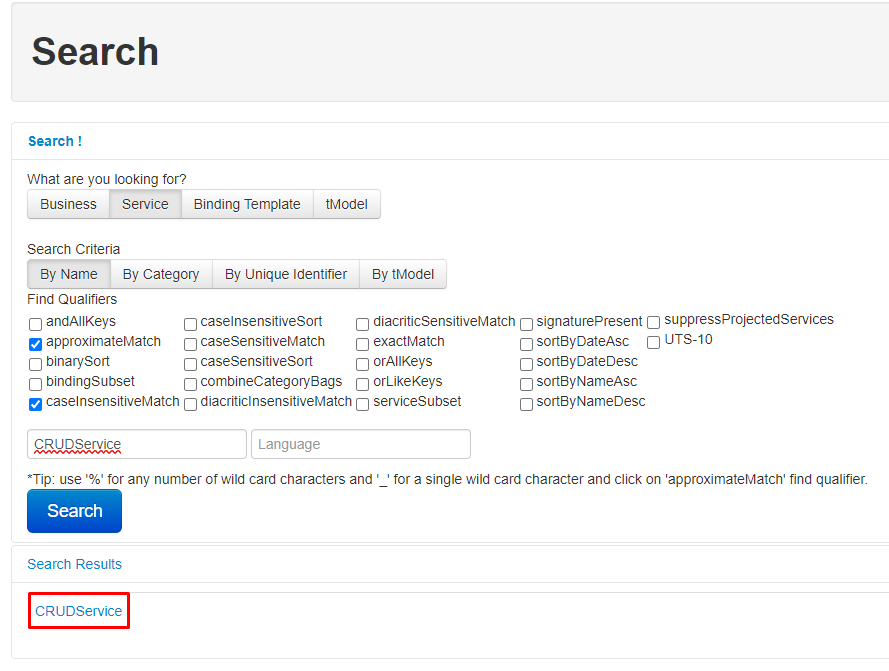 Search
Search !
What are you looking for?
Business Service Binding Template tModel
Search Criteria
By Name By Category By Unique Identifier By tModel
Find Qualifiers
andAllKeys caseInsensitiveSort diacriticSensitiveMatch signaturePresent suppressProjectedServices
approximateMatch caseSensitiveMatch exactMatch sortByDateAsc UTS-10
binarySort caseSensitiveSort orAllKeys sortByDateDesc
bindingSubset combineCategoryBags orLikeKeys sortByNameAsc
caseInsensitiveMatch diacriticInsensitiveMatch serviceSubset sortByNameDesc
CRUDService Language
*Tip: use '%' for any number of wild card characters and '_' for a single wild card character and click on 'approximateMatch' find qualifier.
Search
Search Results
CRUDService